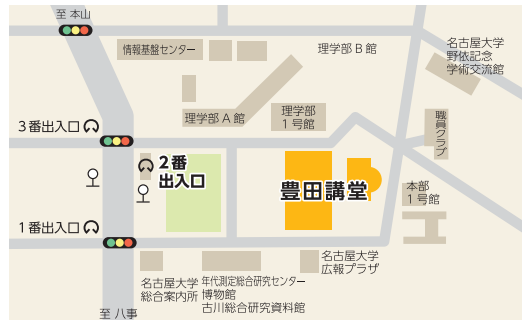 至 本山
情報基盤センター
理学部Ｂ館
名古屋大学
野依記念
学術交流館
理学部Ａ館
理学部
１号館
職員クラブ
３番出入口
2番
出入口
豊田講堂
本部
１号館
１番出入口
名古屋大学
広報プラザ
名古屋大学
総合案内所
年代測定総合研究センター
博物館
古川総合研究資料館
至 八事